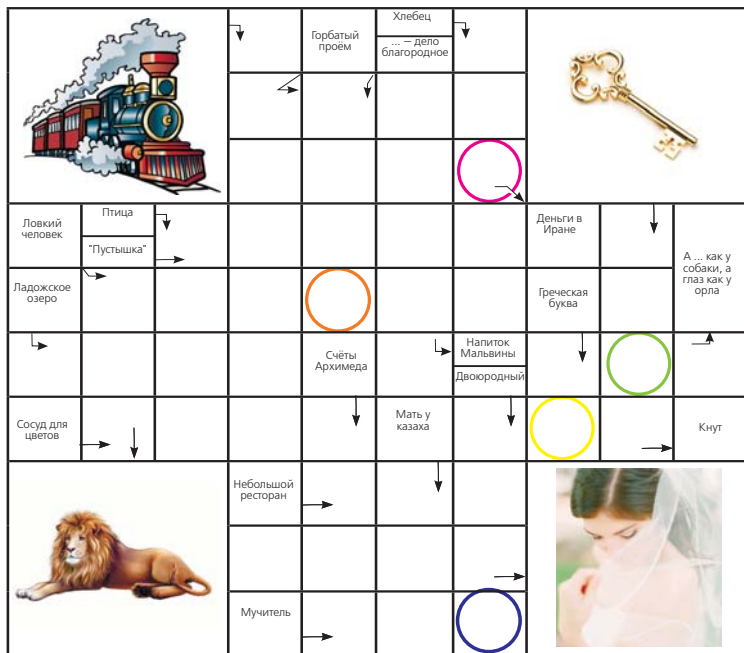 Горбатый
проём
Хлебец
... – дело
благородное
Ловкий
человек
Птица
"Пустышка"
Деньги в
Иране
А ... как у
собаки, а
глаз как у
орла
Ладожское
озеро
Греческая
буква
Счёты
Архимеда
Напиток
Мальвины
Двоюродный
Сосуд для
цветов
Мать у
казаха
Кнут
Небольшой
ресторан
Мучитель